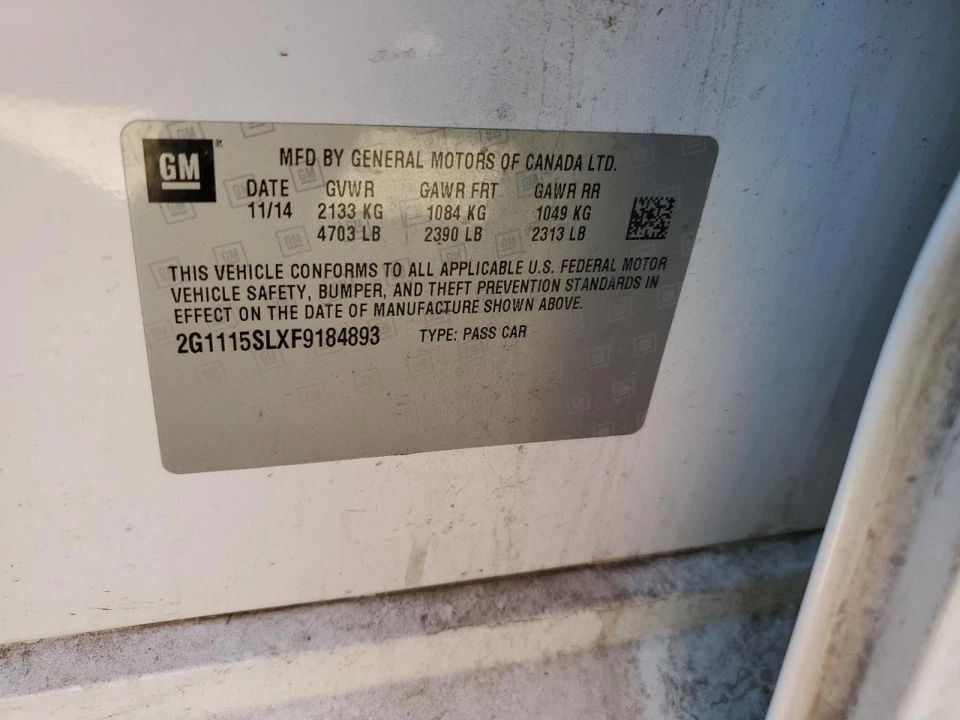 GM
MFD BY GENERAL MOTORS OF CANADA LTD.
DATE GVWR GAWR FRT GAWR RR
11/14 2133 KG 1084 KG 1049 KG
4703 LB 2390 LB 2313 LB
THIS VEHICLE CONFORMS TO ALL APPLICABLE U.S. FEDERAL MOTOR
VEHICLE SAFETY, BUMPER, AND THEFT PREVENTION STANDARDS IN
EFFECT ON THE DATE OF MANUFACTURE SHOWN ABOVE.
2G1115SLXF9184893 TYPE: PASS CAR